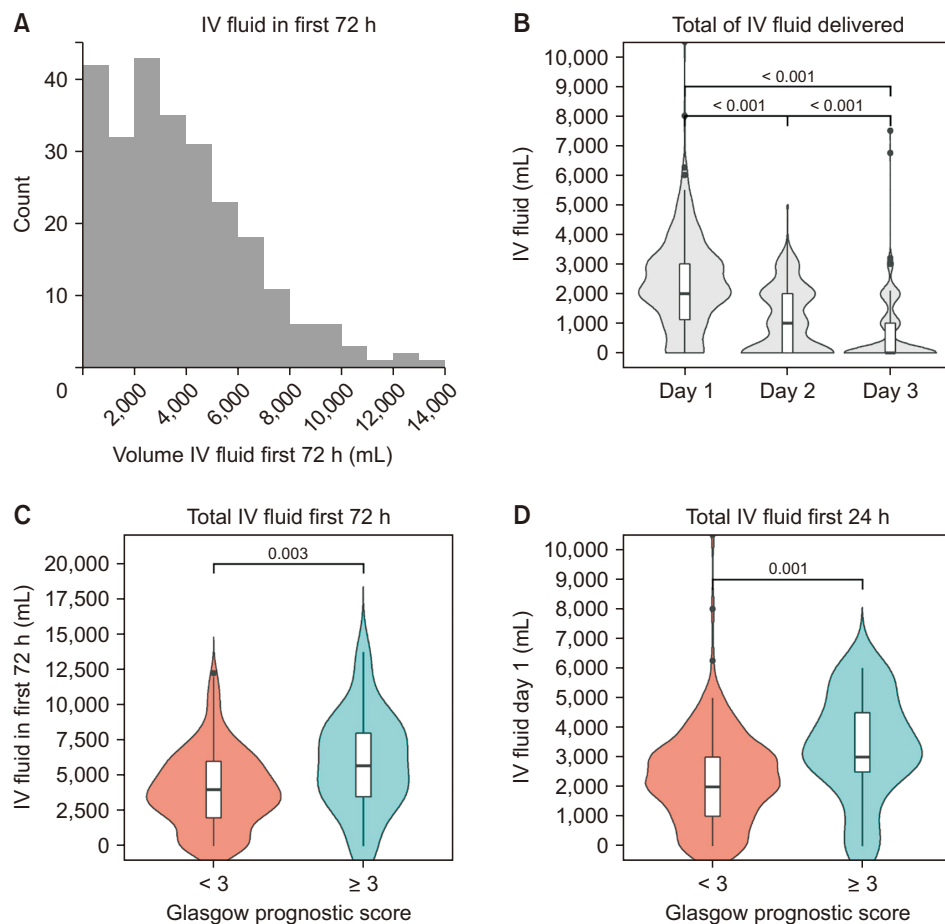 A
IV fluid in first 72 h
Count
40
30
20
10
0
2,000
4,000
6,000
8,000
10,000
12,000
14,000
Volume IV fluid first 72 h (mL)
B
Total of IV fluid delivered
IV fluid (mL)
10,000
9,000
8,000
7,000
6,000
5,000
4,000
3,000
2,000
1,000
0
< 0.001
< 0.001
< 0.001
Day 1
Day 2
Day 3
C
Total IV fluid first 72 h
IV fluid in first 72 h (mL)
20,000
17,500
15,000
12,500
10,000
7,500
5,000
2,500
0
0.003
< 3
≥ 3
Glasgow prognostic score
D
Total IV fluid first 24 h
IV fluid day 1 (mL)
10,000
9,000
8,000
7,000
6,000
5,000
4,000
3,000
2,000
1,000
0
0.001
< 3
≥ 3
Glasgow prognostic score